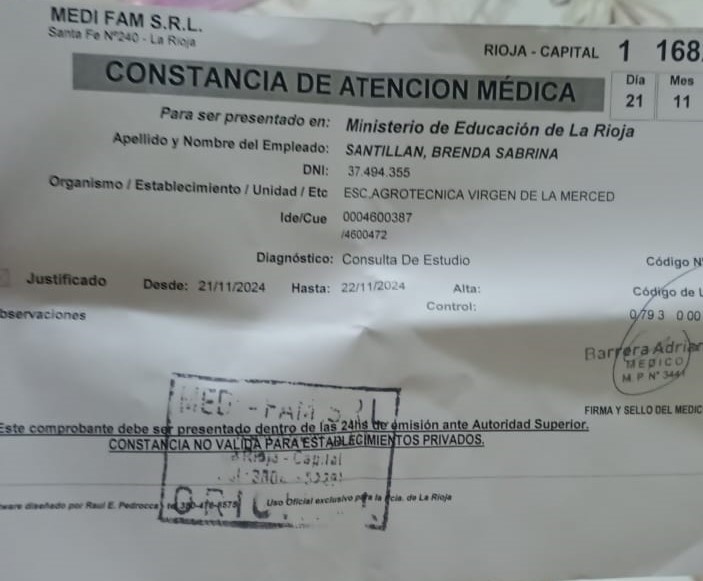 MEDI FAM S.R.L.
Santa Fe Nº240 - La Rioja
RIOJA - CAPITAL 1 168
CONSTANCIA DE ATENCION MÉDICA
Día Mes
21 11
Para ser presentado en: Ministerio de Educación de La Rioja
Apellido y Nombre del Empleado: SANTILLAN, BRENDA SABRINA
DNI: 37.494.355
Organismo / Establecimiento / Unidad / Etc ESC.AGROTECNICA VIRGEN DE LA MERCED
Ide/Cue 0004600387
/4600472
Diagnóstico: Consulta De Estudio Código Nº
Justificado Desde: 21/11/2024 Hasta: 22/11/2024 Alta: Código de L
Control:
bservaciones 0793 0 00
Barrera Adrian
MEDICO
M.P Nº 3441
FIRMA Y SELLO DEL MEDIC
MEDI - FAM S.R.L
Este comprobante debe ser presentado dentro de las 24hs de emisión ante Autoridad Superior.
CONSTANCIA NO VALIDA PARA ESTABLECIMIENTOS PRIVADOS.
Rioja - Capital
ware diseñado por Raul E. Pedrocca
Uso Oficial exclusivo para la Pcia. de La Rioja